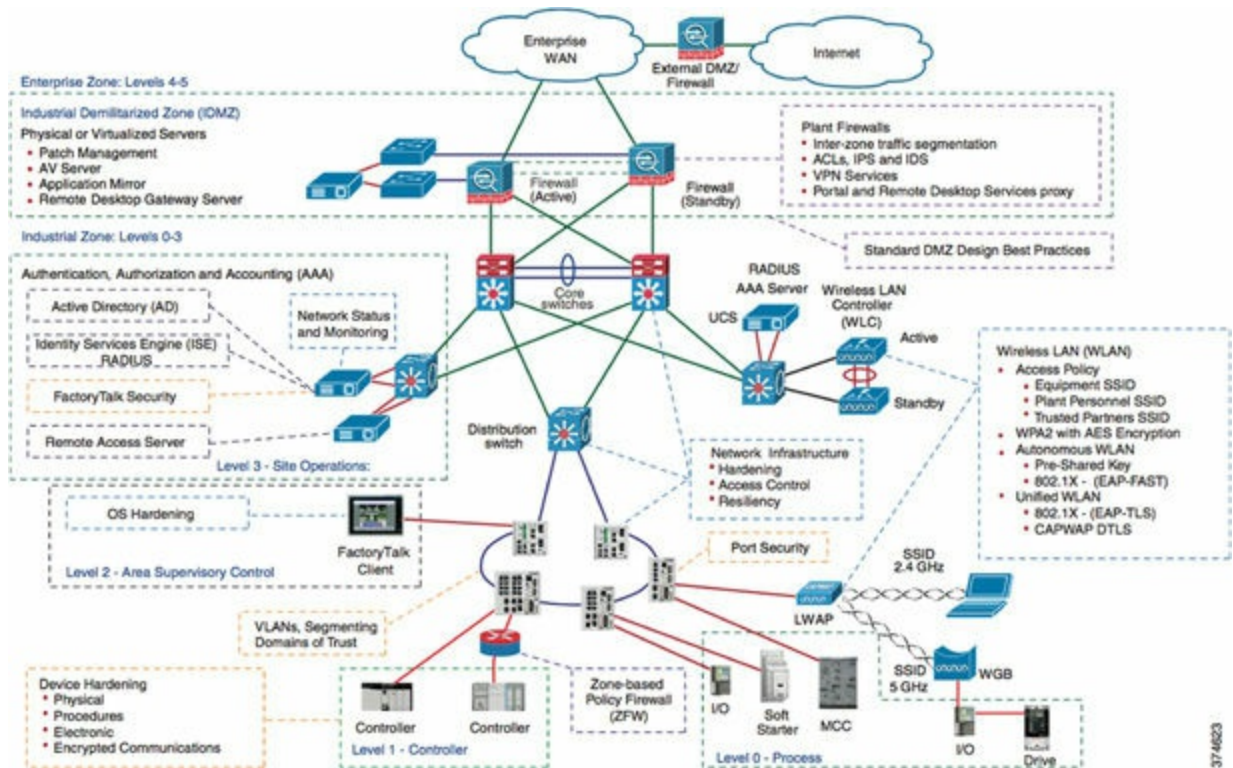 Enterprise
WAN
External DMZ/
Firewall
Internet
Enterprise Zone: Levels 4-5
Industrial Demilitarized Zone (IDMZ)
Physical or Virtualized Servers
• Patch Management
• AV Server
• Application Mirror
• Remote Desktop Gateway Server
Firewall
(Active)
Firewall
(Standby)
Plant Firewalls
• Inter-zone traffic segmentation
• ACLs, IPS and IDS
• VPN Services
• Portal and Remote Desktop Services proxy
Standard DMZ Design Best Practices
Industrial Zone: Levels 0-3
Authentication, Authorization and Accounting (AAA)
Active Directory (AD)
Identity Services Engine (ISE)
RADIUS
FactoryTalk Security
Remote Access Server
Network Status
and Monitoring
Level 3 - Site Operations:
Core
switches
RADIUS
AAA Server
UCS
Wireless LAN
Controller
(WLC)
Active
Standby
Wireless LAN (WLAN)
• Access Policy
• Equipment SSID
• Plant Personnel SSID
• Trusted Partners SSID
• WPA2 with AES Encryption
• Autonomous WLAN
• Pre-Shared Key
• 802.1X - (EAP-FAST)
• Unified WLAN
• 802.1X - (EAP-TLS)
• CAPWAP DTLS
Distribution
switch
Network Infrastructure
• Hardening
• Access Control
• Resiliency
OS Hardening
FactoryTalk
Client
Level 2 - Area Supervisory Control
Port Security
VLANs, Segmenting
Domains of Trust
LWAP
SSID
2.4 GHz
SSID
5 GHz
WGB
Device Hardening
• Physical
• Procedures
• Electronic
• Encrypted Communications
Controller
Controller
Level 1 - Controller
Zone-based
Policy Firewall
(ZFW)
I/O
Soft
Starter
MCC
I/O
Drive
Level 0 - Process
374623